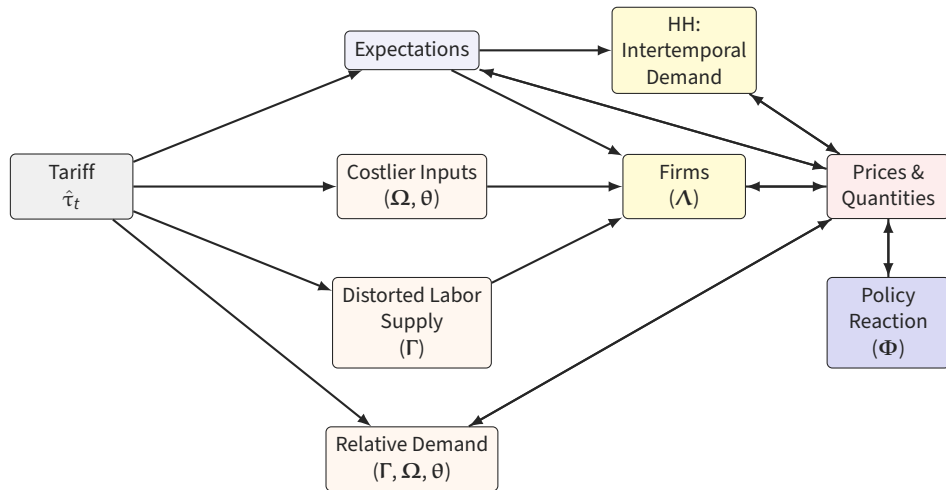 Expectations
HH:
Intertemporal
Demand
Tariff
τ̂ₜ
Costlier Inputs
(Ω, θ)
Firms
(Λ)
Prices &
Quantities
Distorted Labor
Supply
(Γ)
Policy
Reaction
(Φ)
Relative Demand
(Γ, Ω, θ)